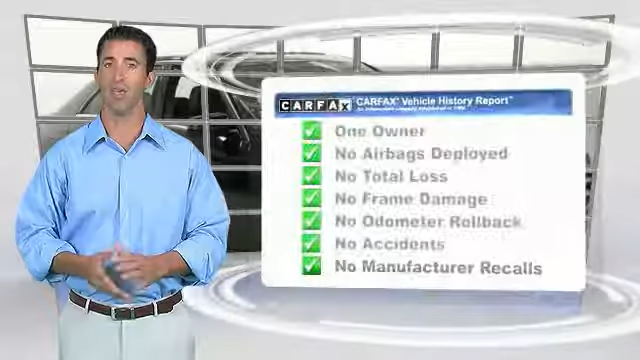 CARFAX CARFAX Vehicle History Report™
One Owner
No Airbags Deployed
No Total Loss
No Frame Damage
No Odometer Rollback
No Accidents
No Manufacturer Recalls